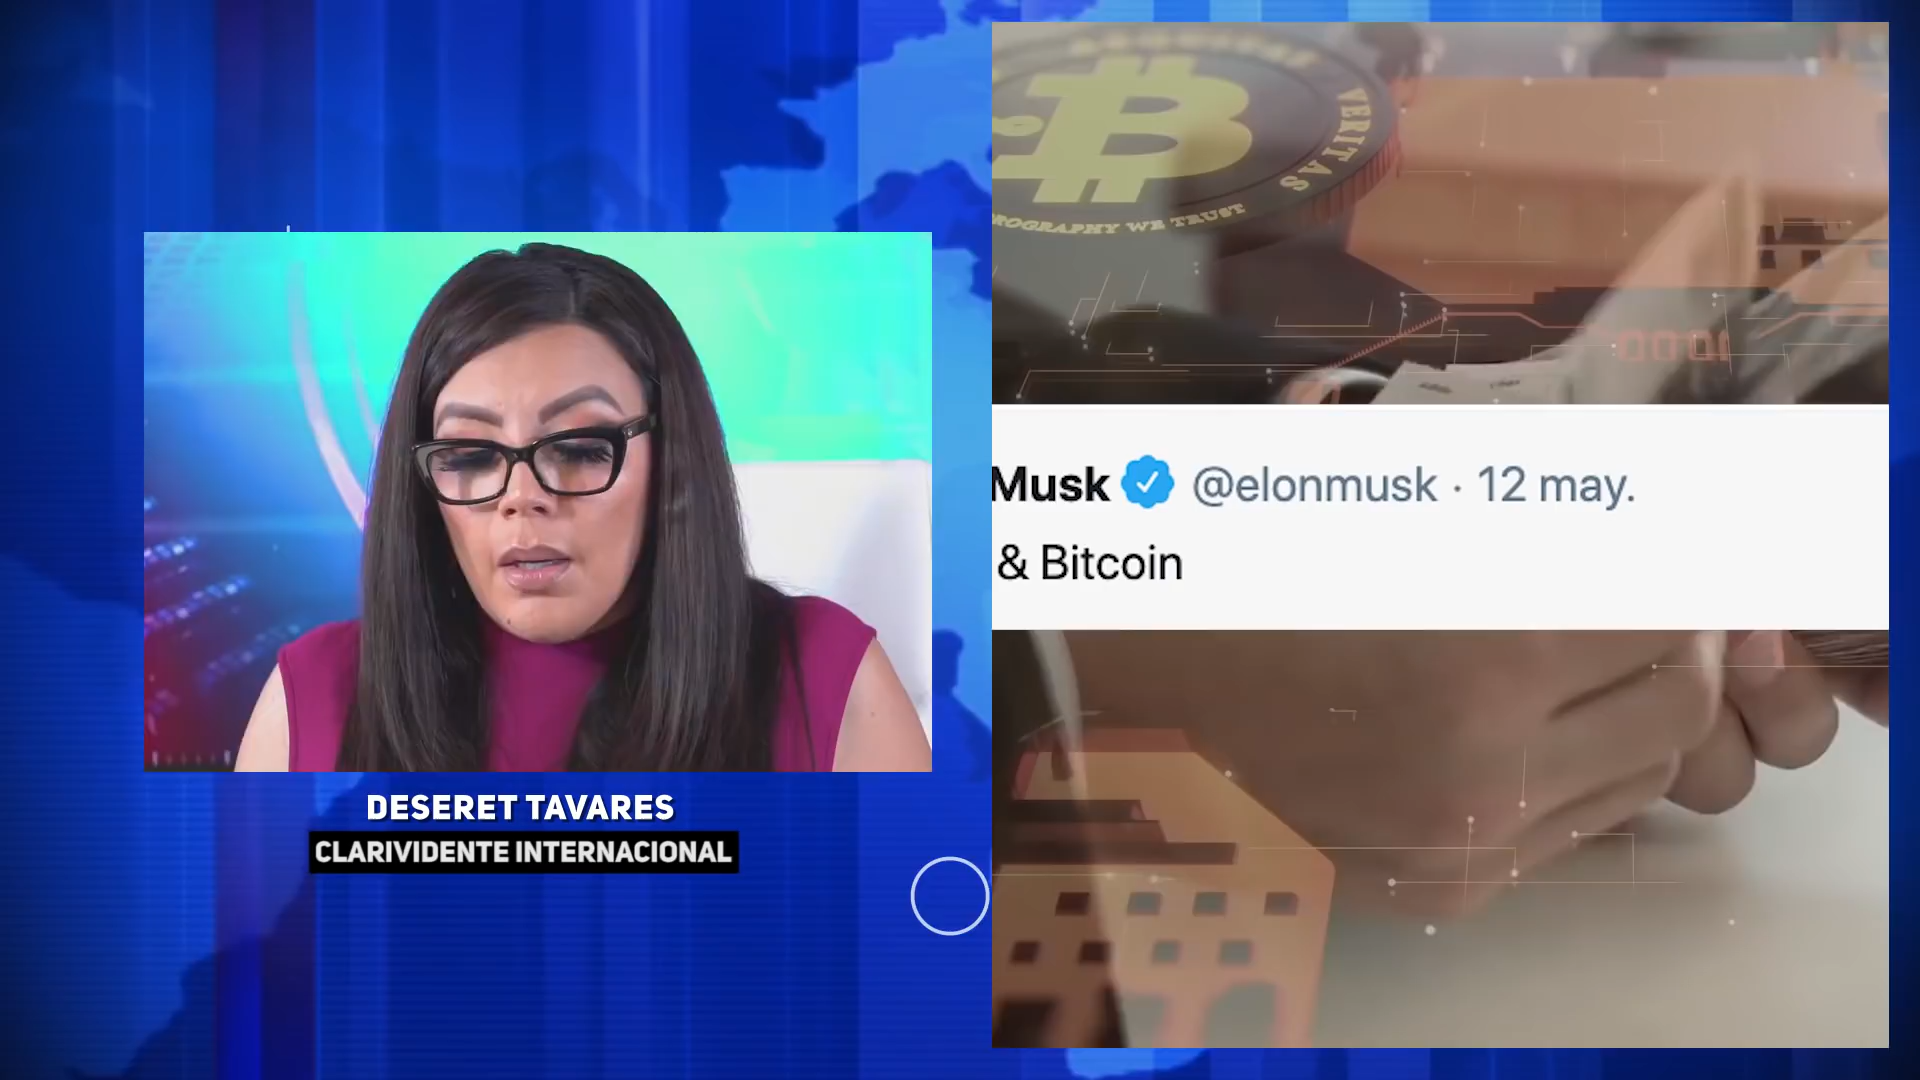 VERITAS
OGRAPHY WE TRUST
Musk @elonmusk · 12 may.
& Bitcoin
DESERET TAVARES
CLARIVIDENTE INTERNACIONAL